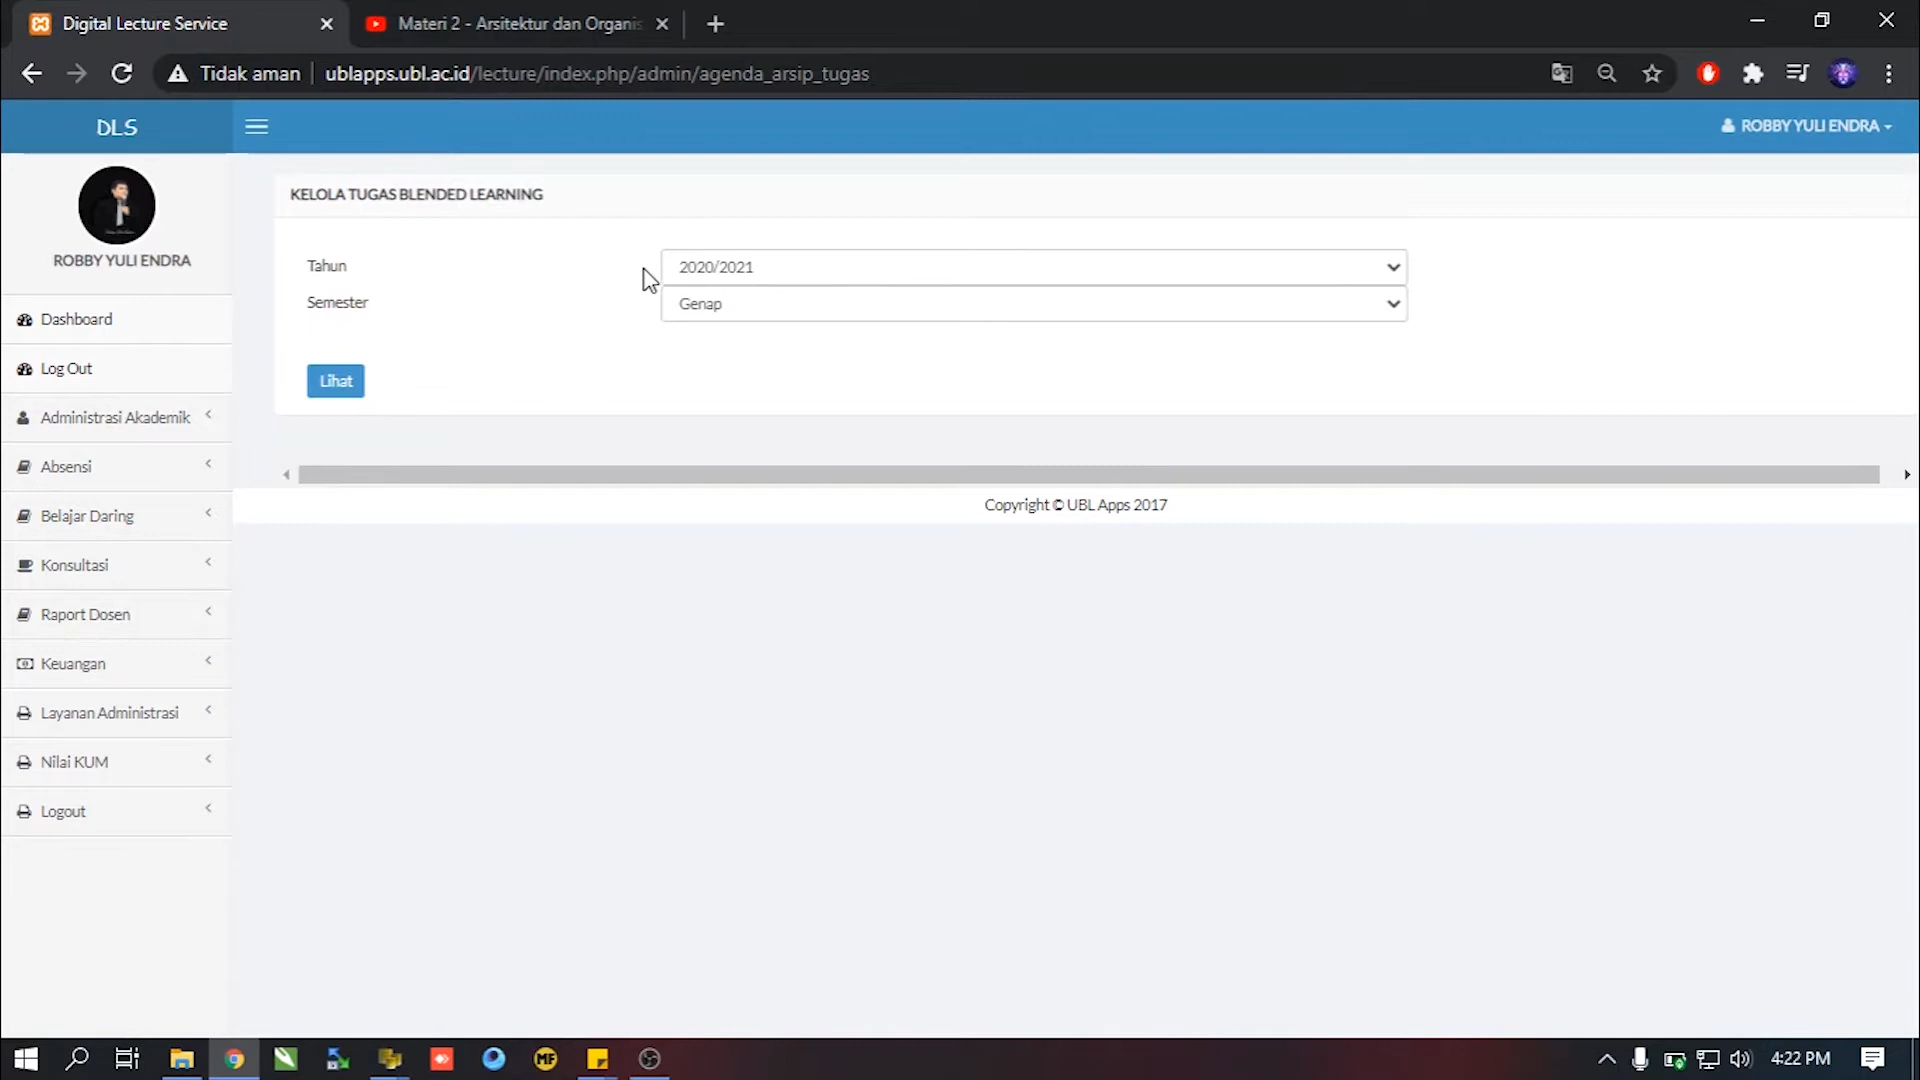 Digital Lecture Service
Materi 2 - Arsitektur dan Organis
Tidak aman
ublapps.ubl.ac.id/lecture/index.php/admin/agenda_arsip_tugas
DLS
ROBBY YULI ENDRA
ROBBY YULI ENDRA
Dashboard
Log Out
Administrasi Akademik
Absensi
Belajar Daring
Konsultasi
Raport Dosen
Keuangan
Layanan Administrasi
Nilai KUM
Logout
KELOLA TUGAS BLENDED LEARNING
Tahun
2020/2021
Semester
Genap
Lihat
Copyright © UBL Apps 2017
MF
4:22 PM